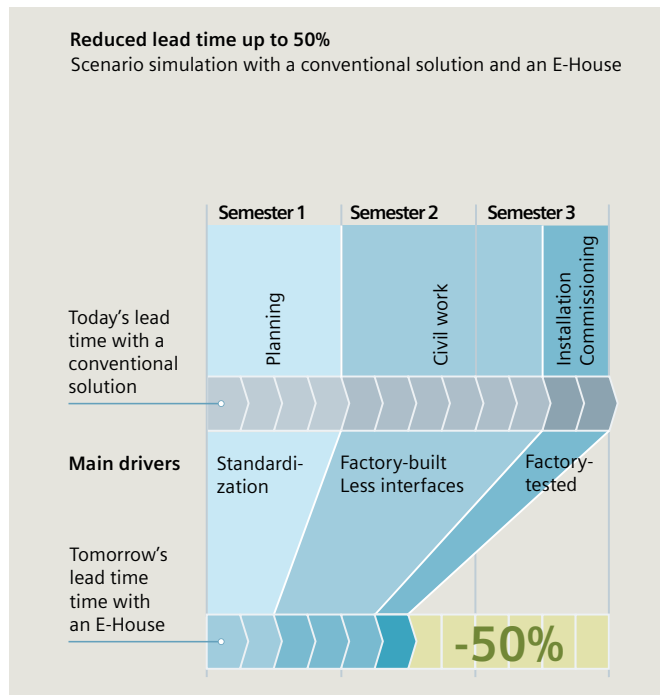 Reduced lead time up to 50%
Scenario simulation with a conventional solution and an E-House
Semester 1
Semester 2
Semester 3
Planning
Civil work
Installation
Commissioning
Today's lead
time with a
conventional
solution
Main drivers
Standardi-
zation
Factory-built
Less interfaces
Factory-
tested
Tomorrow's
lead time
time with
an E-House
-50%